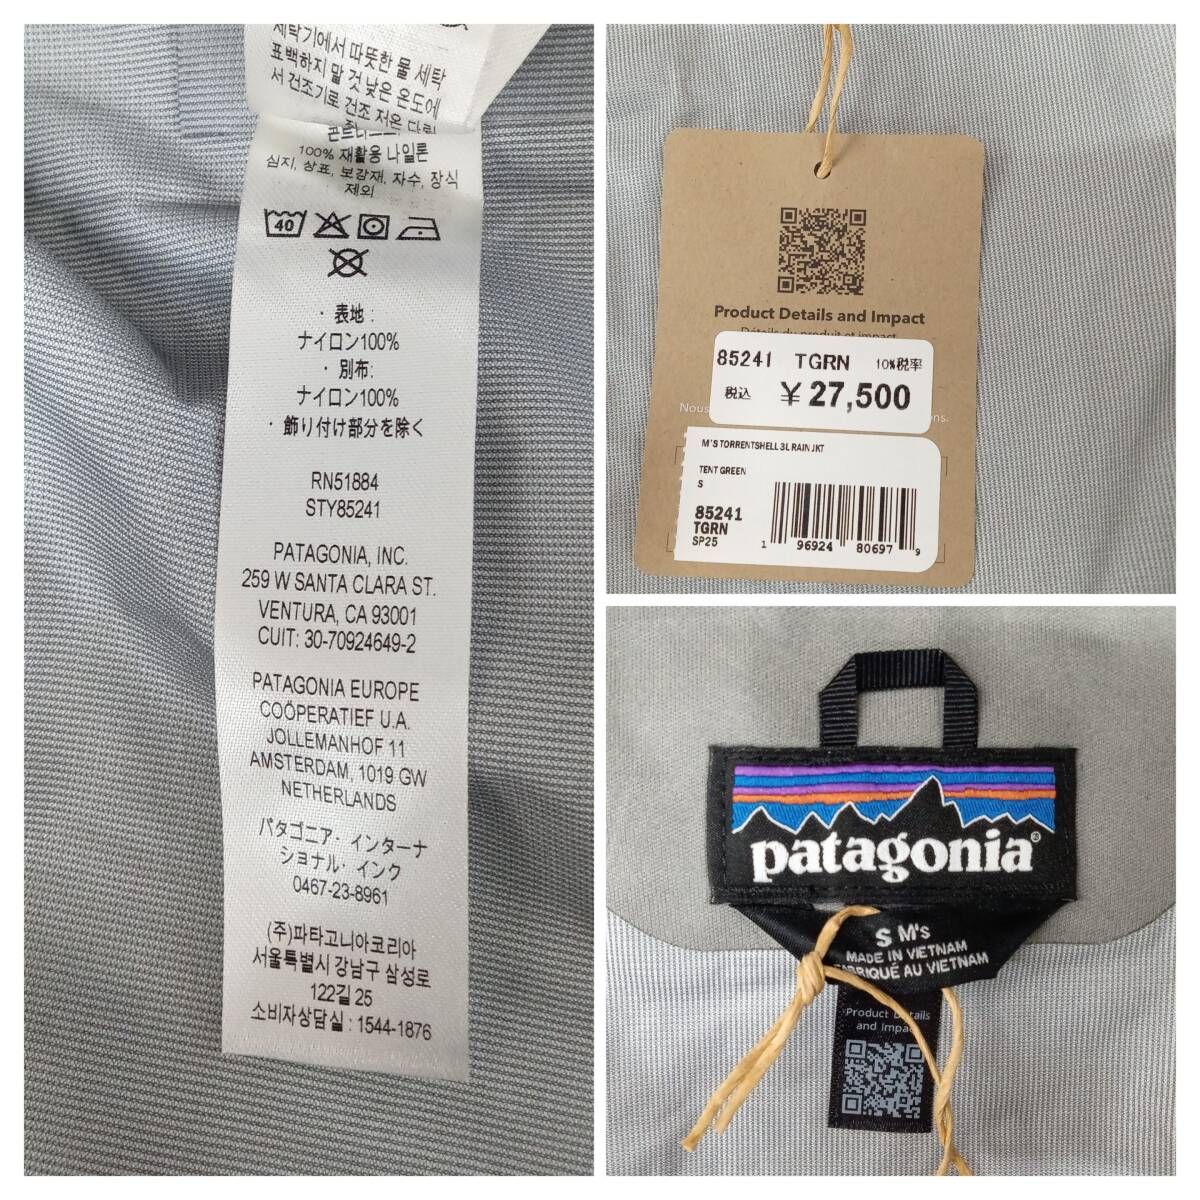 세탁기에서 따뜻한 물 세탁
표백하지 말 것 낮은 온도에
서 건조기로 건조 저온 다림
100% 재활용 나일론
심지, 상표, 보강재, 자수, 장식
제외
40
· 表地:
ナイロン100%
· 別布:
ナイロン100%
· 飾り付け部分を除く
RN51884
STY85241
PATAGONIA, INC.
259 W SANTA CLARA ST.
VENTURA, CA 93001
CUIT: 30-70924649-2
PATAGONIA EUROPE
COÖPERATIEF U.A.
JOLLEMANHOF 11
AMSTERDAM, 1019 GW
NETHERLANDS
パタゴニア・インターナ
ショナル・インク
0467-23-8961
(주)파타고니아코리아
서울특별시 강남구 삼성로
122길 25
소비자상담실 : 1544-1876
Product Details and Impact
Détails du produit et impact
85241 TGRN 10%税率
税込 ¥27,500
Nous
M'S TORRENTSHELL 3L RAIN JKT
TENT GREEN
S
85241
TGRN
SP25
1 96924 80697 9
patagonia®
S M's
MADE IN VIETNAM
FABRIQUÉ AU VIETNAM
Product Details
and Impact